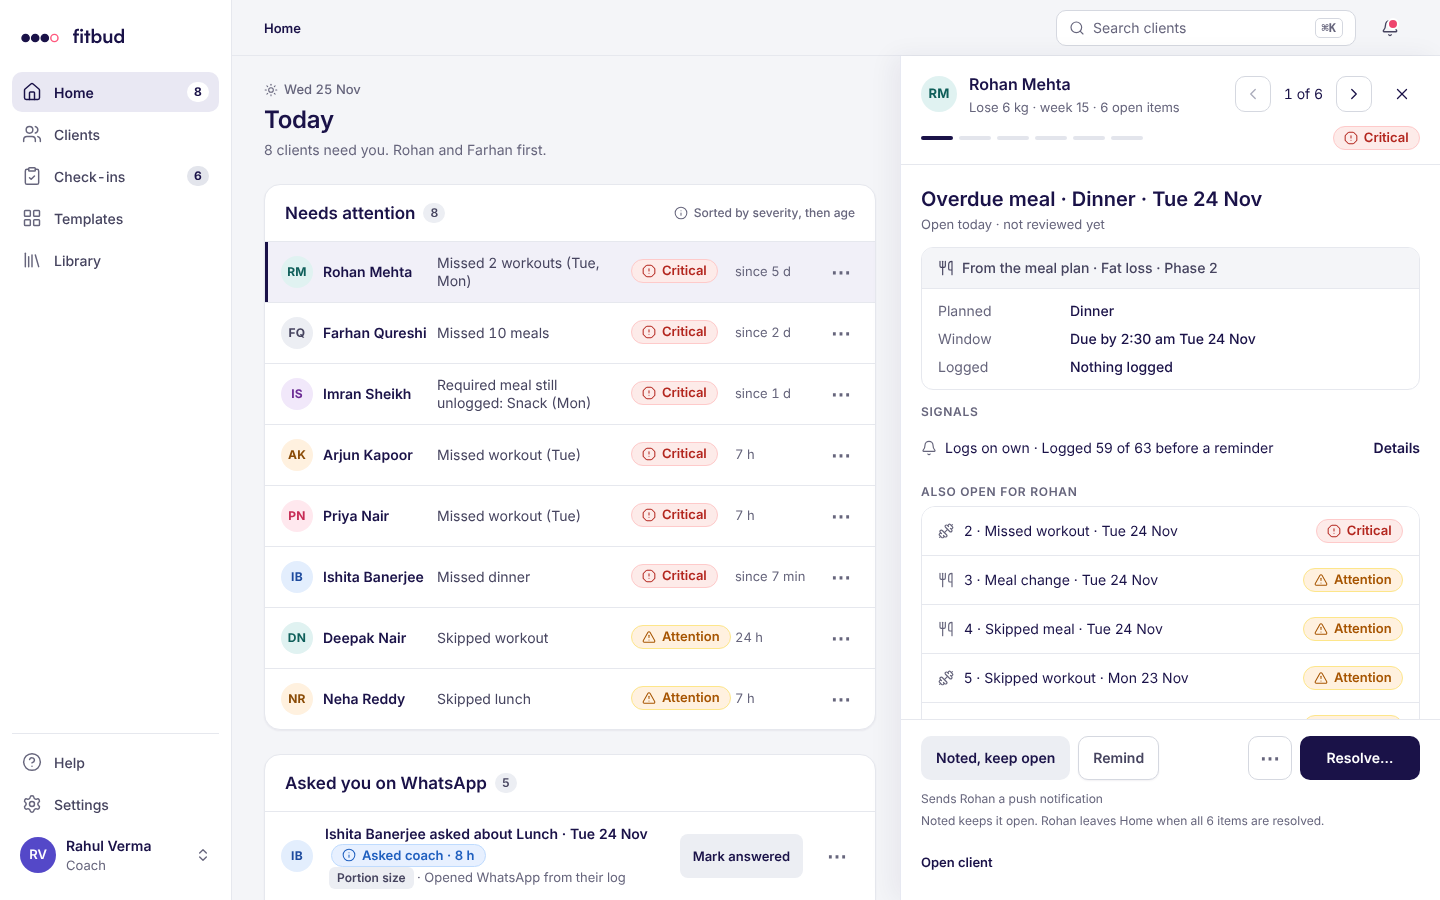 fitbud
Home 8
Clients
Check-ins 6
Templates
Library
Help
Settings
RV Rahul Verma
Coach
Home
Search clients ⌘K
Wed 25 Nov
Today
8 clients need you. Rohan and Farhan first.
Needs attention 8 Sorted by severity, then age
RM Rohan Mehta Missed 2 workouts (Tue, Mon) Critical since 5 d
FQ Farhan Qureshi Missed 10 meals Critical since 2 d
IS Imran Sheikh Required meal still unlogged: Snack (Mon) Critical since 1 d
AK Arjun Kapoor Missed workout (Tue) Critical 7 h
PN Priya Nair Missed workout (Tue) Critical 7 h
IB Ishita Banerjee Missed dinner Critical since 7 min
DN Deepak Nair Skipped workout Attention 24 h
NR Neha Reddy Skipped lunch Attention 7 h
Asked you on WhatsApp 5
IB Ishita Banerjee asked about Lunch · Tue 24 Nov
Asked coach · 8 h
Portion size · Opened WhatsApp from their log
Mark answered
RM Rohan Mehta
Lose 6 kg · week 15 · 6 open items
1 of 6
Critical
Overdue meal · Dinner · Tue 24 Nov
Open today · not reviewed yet
From the meal plan · Fat loss · Phase 2
Planned Dinner
Window Due by 2:30 am Tue 24 Nov
Logged Nothing logged
SIGNALS
Logs on own · Logged 59 of 63 before a reminder Details
ALSO OPEN FOR ROHAN
2 · Missed workout · Tue 24 Nov Critical
3 · Meal change · Tue 24 Nov Attention
4 · Skipped meal · Tue 24 Nov Attention
5 · Skipped workout · Mon 23 Nov Attention
Noted, keep open Remind Resolve...
Sends Rohan a push notification
Noted keeps it open. Rohan leaves Home when all 6 items are resolved.
Open client